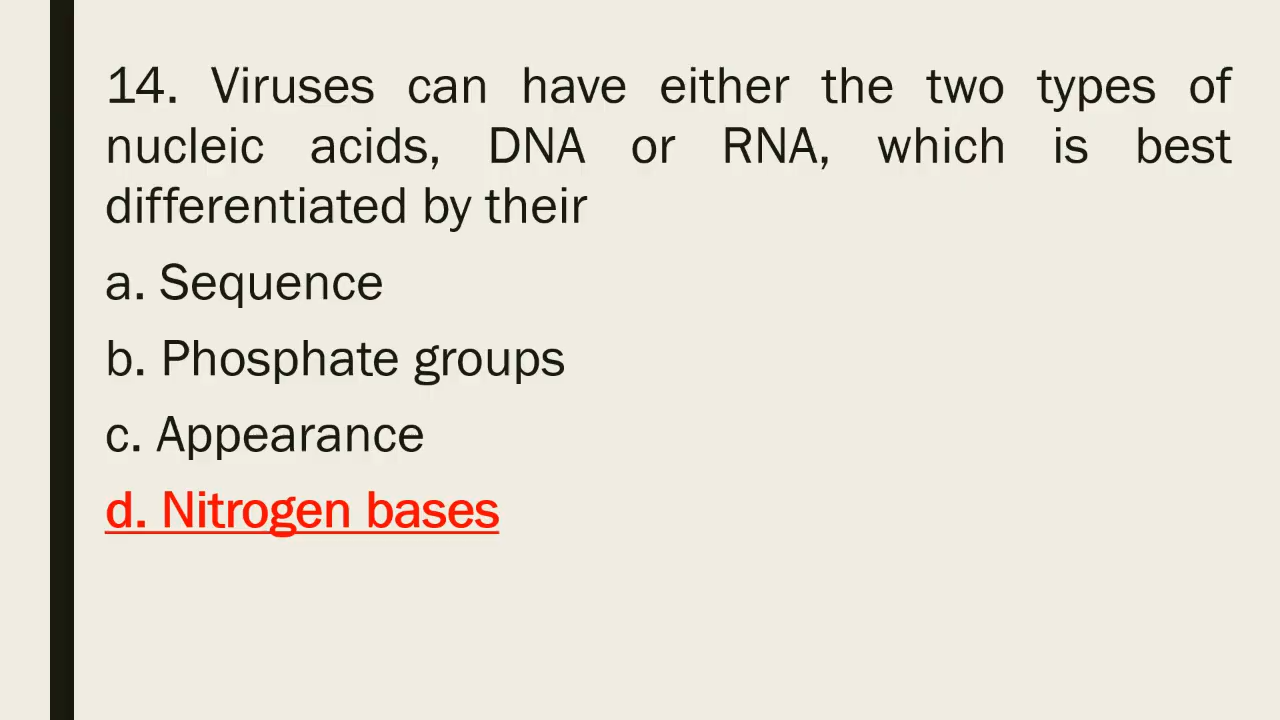 14. Viruses can have either the two types of
nucleic acids, DNA or RNA, which is best
differentiated by their
a. Sequence
b. Phosphate groups
c. Appearance
d. Nitrogen bases